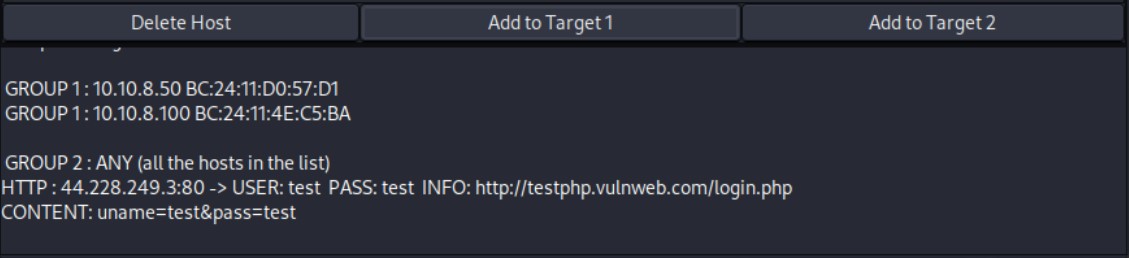 Delete Host
Add to Target 1
Add to Target 2
GROUP 1 : 10.10.8.50 BC:24:11:D0:57:D1
GROUP 1 : 10.10.8.100 BC:24:11:4E:C5:BA
GROUP 2 : ANY (all the hosts in the list)
HTTP : 44.228.249.3:80 -> USER: test  PASS: test  INFO: http://testphp.vulnweb.com/login.php
CONTENT: uname=test&pass=test